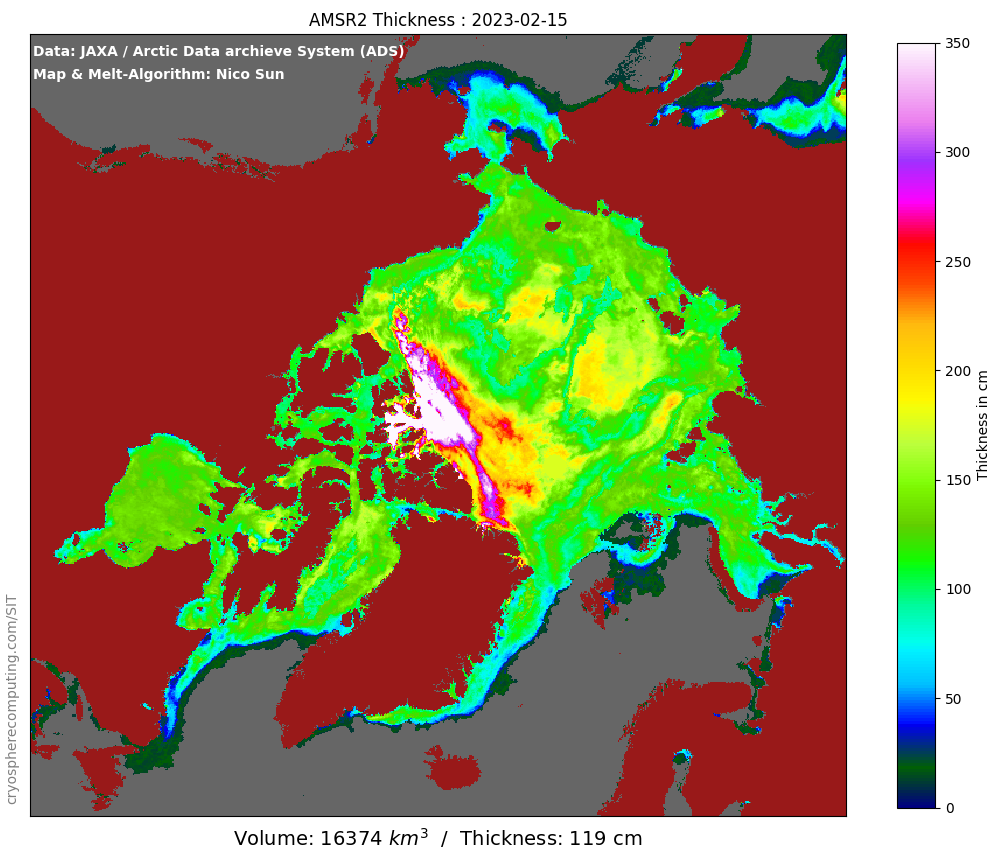 AMSR2 Thickness : 2023-02-15
Data: JAXA / Arctic Data archieve System (ADS)
Map & Melt-Algorithm: Nico Sun
350
300
250
200
150
100
50
0
Thickness in cm
cryospherecomputing.com/SIT
Volume: 16374 km³ / Thickness: 119 cm